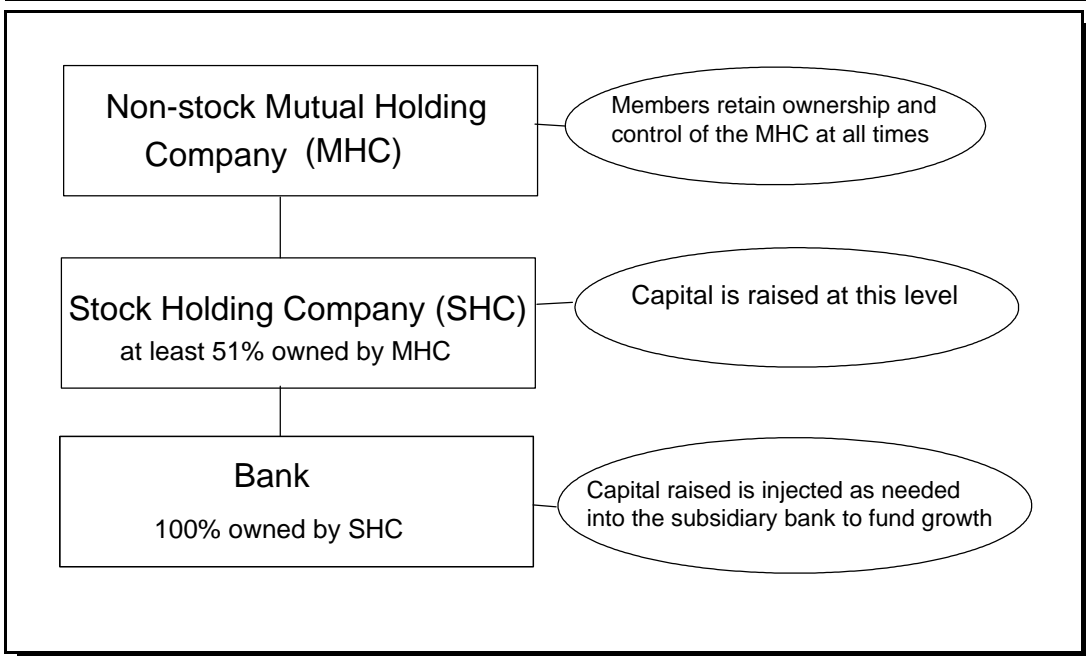 Non-stock Mutual Holding
Company (MHC)
Members retain ownership and
control of the MHC at all times
Stock Holding Company (SHC)
at least 51% owned by MHC
Capital is raised at this level
Bank
100% owned by SHC
Capital raised is injected as needed
into the subsidiary bank to fund growth